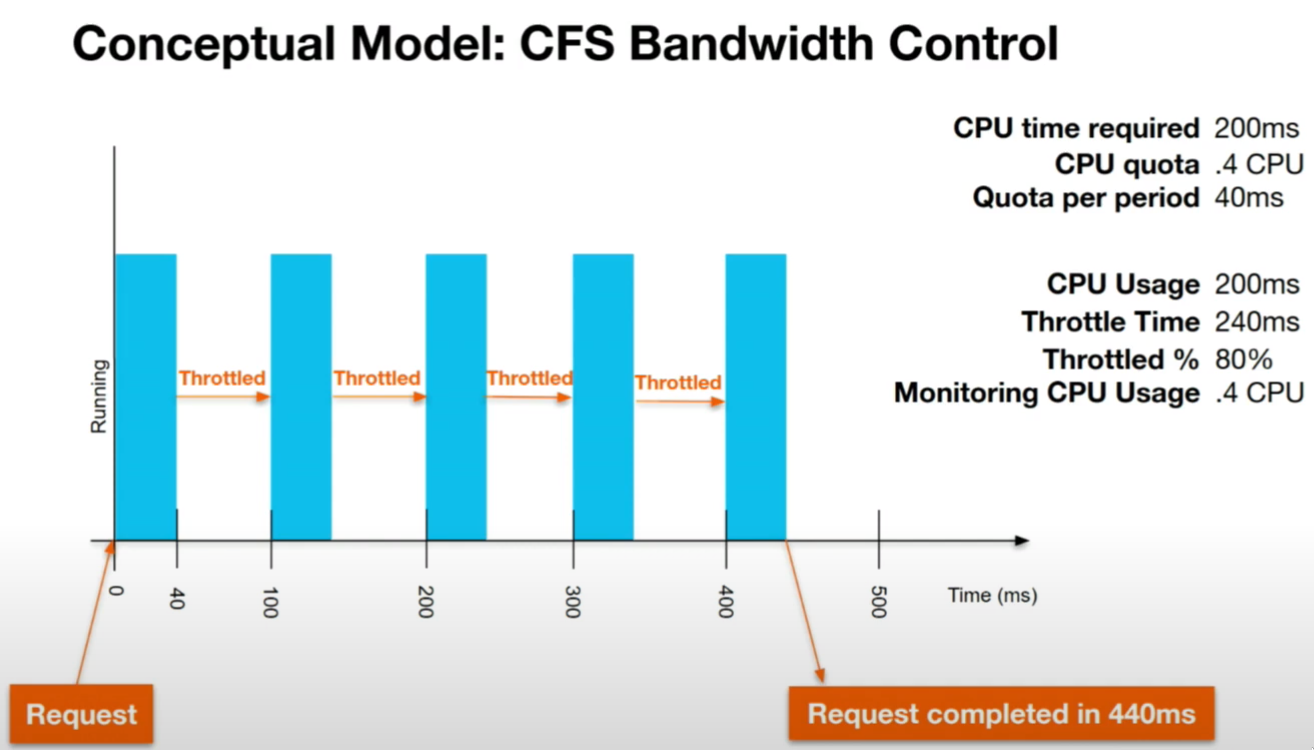 Conceptual Model: CFS Bandwidth Control
CPU time required 200ms
CPU quota .4 CPU
Quota per period 40ms
CPU Usage 200ms
Throttle Time 240ms
Throttled % 80%
Monitoring CPU Usage .4 CPU
Running
Throttled
Throttled
Throttled
Throttled
0 40 100 200 300 400 500 Time (ms)
Request
Request completed in 440ms